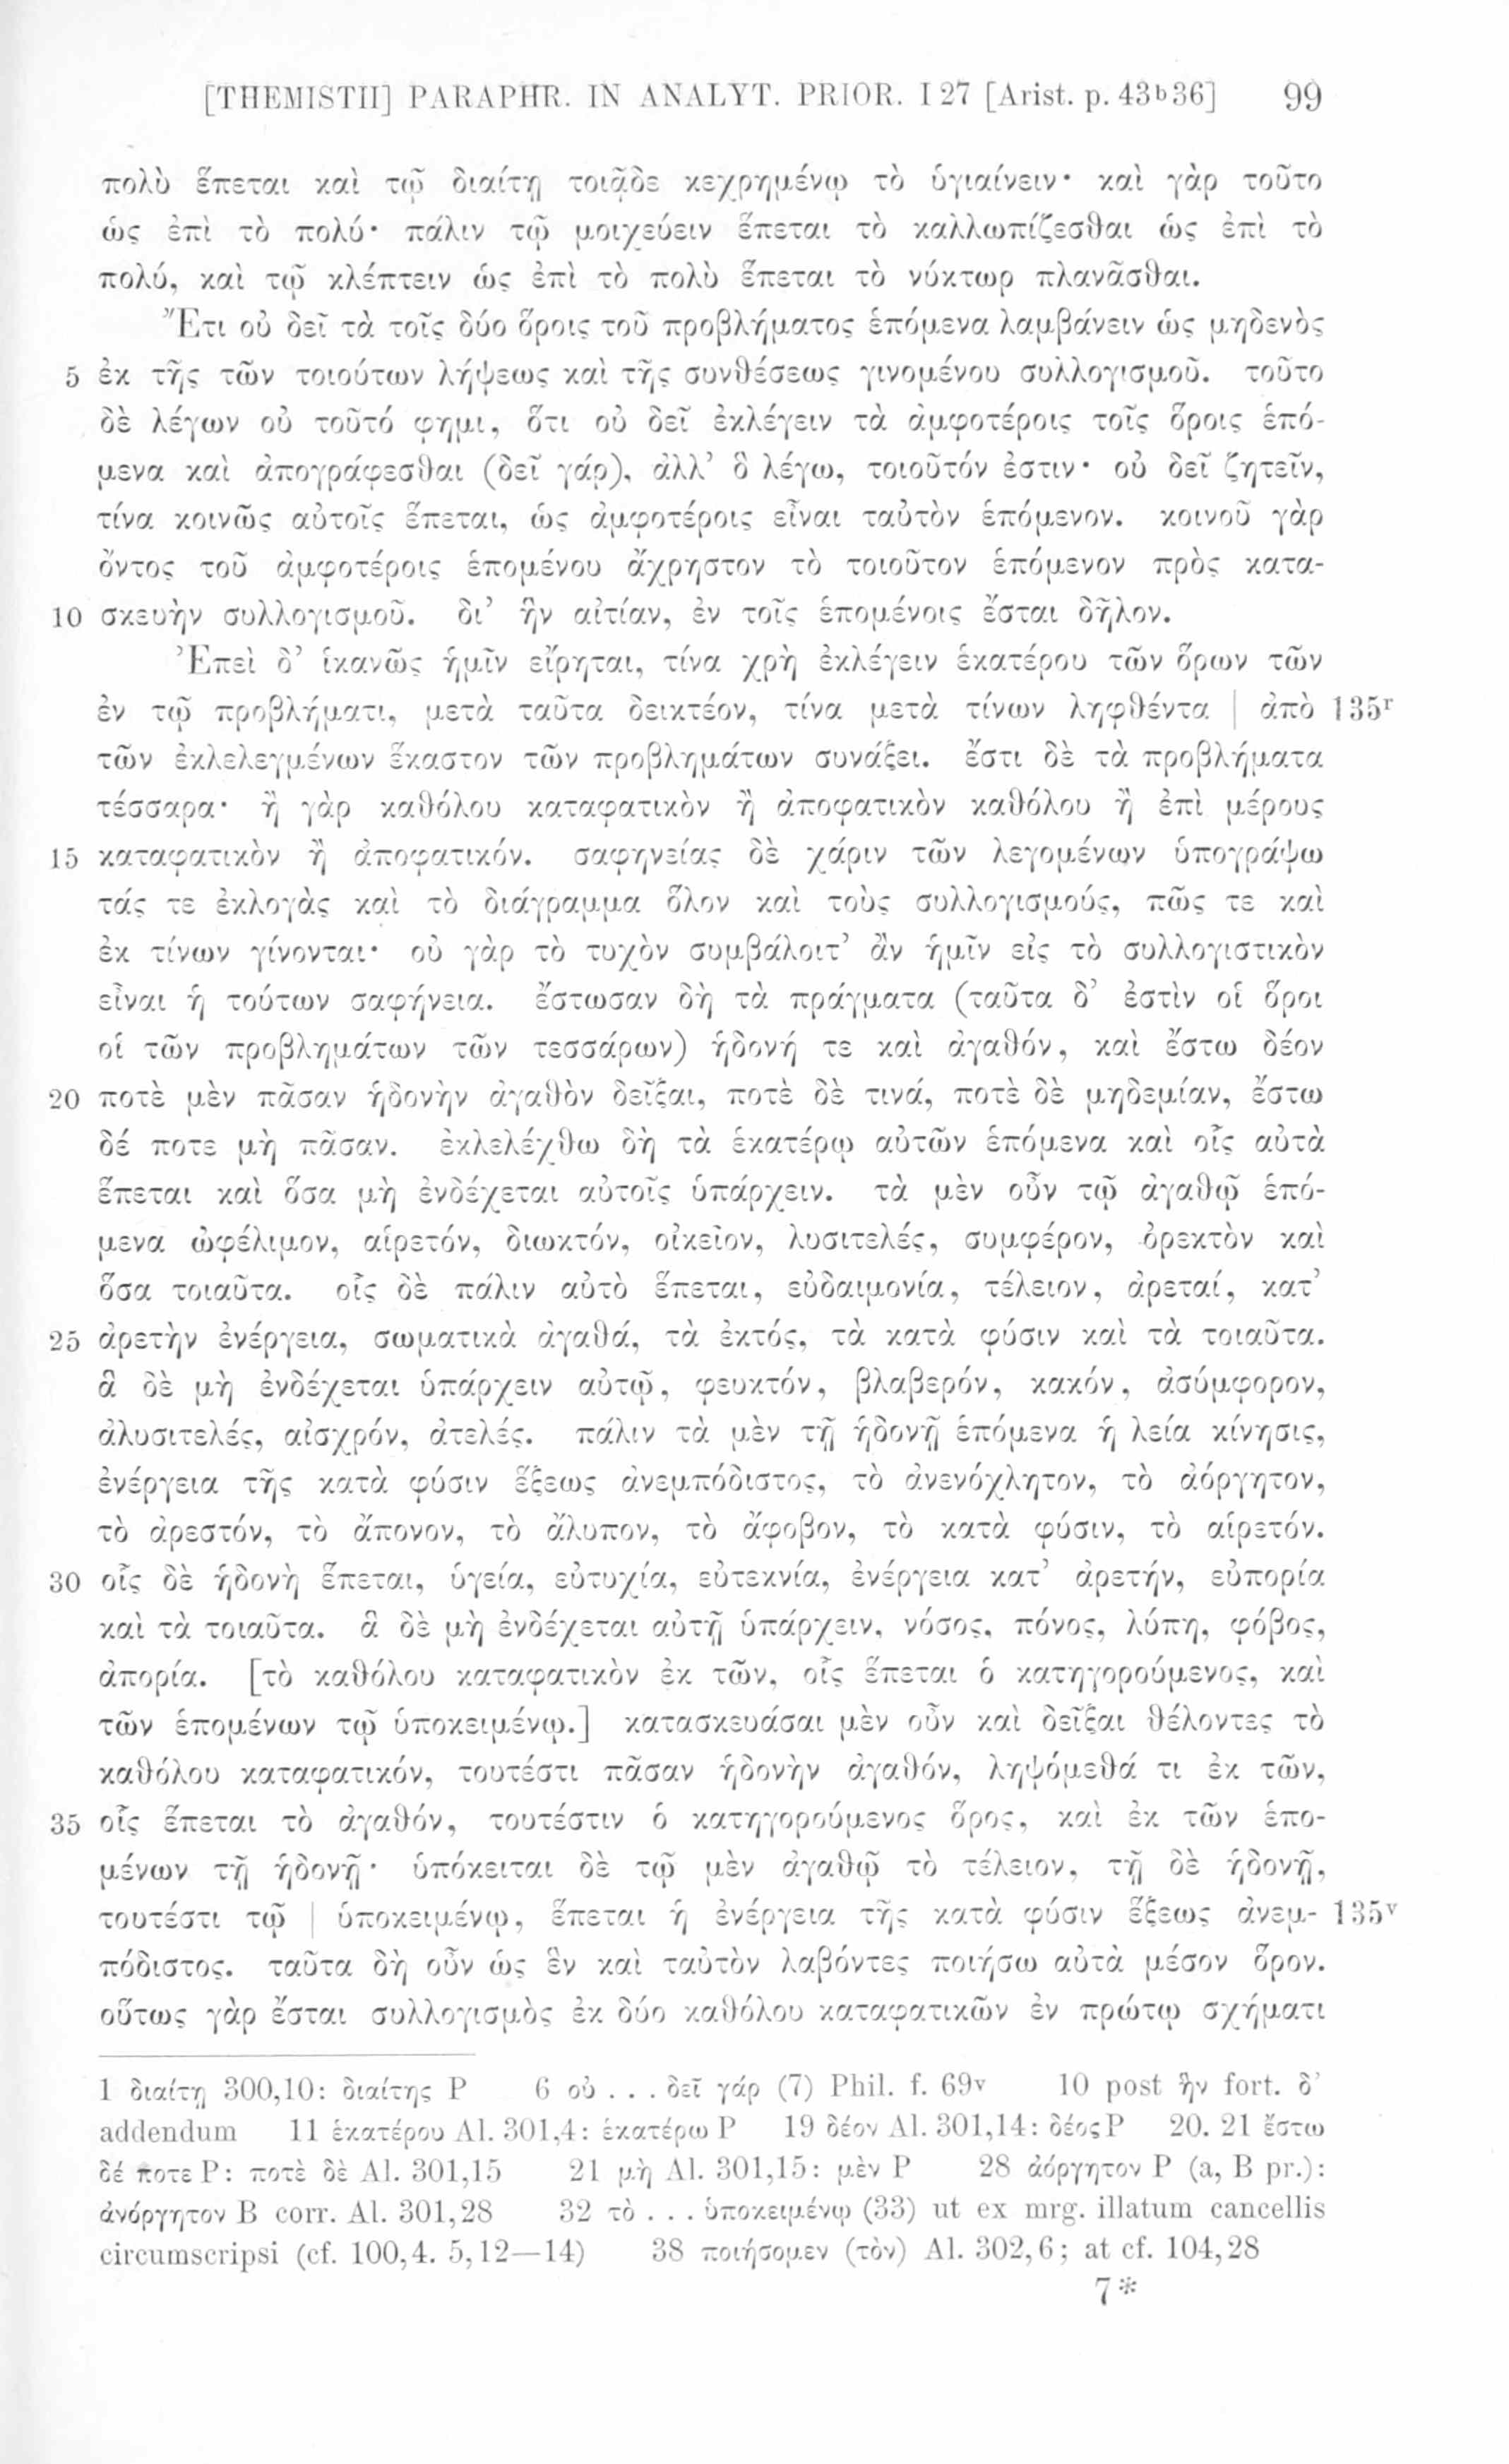 [THEMISTII] PARAPHR. IN ANALYT. PRIOR. I 27 [Arist. p. 43b36] 99
πολὺ ἕπεται καὶ τῷ διαίτῃ τοιᾷδε κεχρημένῳ τὸ ὑγιαίνειν· καὶ γὰρ τοῦτο
ὡς ἐπὶ τὸ πολύ· πάλιν τῷ μοιχεύειν ἕπεται τὸ καλλωπίζεσθαι ὡς ἐπὶ τὸ
πολύ, καὶ τῷ κλέπτειν ὡς ἐπὶ τὸ πολὺ ἕπεται τὸ νύκτωρ πλανᾶσθαι.
Ἔτι οὐ δεῖ τὰ τοῖς δύο ὅροις τοῦ προβλήματος ἑπόμενα λαμβάνειν ὡς μηδενὸς
5 ἐκ τῆς τῶν τοιούτων λήψεως καὶ τῆς συνθέσεως γινομένου συλλογισμοῦ. τοῦτο
δὲ λέγων οὐ τοῦτό φημι, ὅτι οὐ δεῖ ἐκλέγειν τὰ ἀμφοτέροις τοῖς ὅροις ἑπό-
μενα καὶ ἀπογράφεσθαι (δεῖ γάρ), ἀλλ’ ὃ λέγω, τοιοῦτόν ἐστιν· οὐ δεῖ ζητεῖν,
τίνα κοινῶς αὐτοῖς ἕπεται, ὡς ἀμφοτέροις εἶναι ταὐτὸν ἑπόμενον. κοινοῦ γὰρ
ὄντος τοῦ ἀμφοτέροις ἑπομένου ἄχρηστον τὸ τοιοῦτον ἑπόμενον πρὸς κατα-
10 σκευὴν συλλογισμοῦ. δι’ ἣν αἰτίαν, ἐν τοῖς ἑπομένοις ἔσται δῆλον.
Ἐπεὶ δ’ ἱκανῶς ἡμῖν εἴρηται, τίνα χρὴ ἐκλέγειν ἑκατέρου τῶν ὅρων τῶν
ἐν τῷ προβλήματι, μετὰ ταῦτα δεικτέον, τίνα μετὰ τίνων ληφθέντα | ἀπὸ 135r
τῶν ἐκλελεγμένων ἕκαστον τῶν προβλημάτων συνάξει. ἔστι δὲ τὰ προβλήματα
τέσσαρα· ἢ γὰρ καθόλου καταφατικὸν ἢ ἀποφατικὸν καθόλου ἢ ἐπὶ μέρους
15 καταφατικὸν ἢ ἀποφατικόν. σαφηνείας δὲ χάριν τῶν λεγομένων ὑπογράψω
τάς τε ἐκλογὰς καὶ τὸ διάγραμμα ὅλον καὶ τοὺς συλλογισμούς, πῶς τε καὶ
ἐκ τίνων γίνονται· οὐ γὰρ τὸ τυχὸν συμβάλοιτ’ ἂν ἡμῖν εἰς τὸ συλλογιστικὸν
εἶναι ἡ τούτων σαφήνεια. ἔστωσαν δὴ τὰ πράγματα (ταῦτα δ’ ἐστὶν οἱ ὅροι
οἱ τῶν προβλημάτων τῶν τεσσάρων) ἡδονή τε καὶ ἀγαθόν, καὶ ἔστω δέον
20 ποτὲ μὲν πᾶσαν ἡδονὴν ἀγαθὸν δεῖξαι, ποτὲ δὲ τινά, ποτὲ δὲ μηδεμίαν, ἔστω
δέ ποτε μὴ πᾶσαν. ἐκλελέχθω δὴ τὰ ἑκατέρῳ αὐτῶν ἑπόμενα καὶ οἷς αὐτὰ
ἕπεται καὶ ὅσα μὴ ἐνδέχεται αὐτοῖς ὑπάρχειν. τὰ μὲν οὖν τῷ ἀγαθῷ ἑπό-
μενα ὠφέλιμον, αἱρετόν, διωκτόν, οἰκεῖον, λυσιτελές, συμφέρον, ὀρεκτὸν καὶ
ὅσα τοιαῦτα. οἷς δὲ πάλιν αὐτὸ ἕπεται, εὐδαιμονία, τέλειον, ἀρεταί, κατ’
25 ἀρετὴν ἐνέργεια, σωματικὰ ἀγαθά, τὰ ἐκτός, τὰ κατὰ φύσιν καὶ τὰ τοιαῦτα.
ἃ δὲ μὴ ἐνδέχεται ὑπάρχειν αὐτῷ, φευκτόν, βλαβερόν, κακόν, ἀσύμφορον,
ἀλυσιτελές, αἰσχρόν, ἀτελές. πάλιν τὰ μὲν τῇ ἡδονῇ ἑπόμενα ἡ λεία κίνησις,
ἐνέργεια τῆς κατὰ φύσιν ἕξεως ἀνεμπόδιστος, τὸ ἀνενόχλητον, τὸ ἀόργητον,
τὸ ἀρεστόν, τὸ ἄπονον, τὸ ἄλυπον, τὸ ἄφοβον, τὸ κατὰ φύσιν, τὸ αἱρετόν.
30 οἷς δὲ ἡδονὴ ἕπεται, ὑγεία, εὐτυχία, εὐτεκνία, ἐνέργεια κατ’ ἀρετήν, εὐπορία
καὶ τὰ τοιαῦτα. ἃ δὲ μὴ ἐνδέχεται αὐτῇ ὑπάρχειν, νόσος, πόνος, λύπη, φόβος,
ἀπορία. [τὸ καθόλου καταφατικὸν ἐκ τῶν, οἷς ἕπεται ὁ κατηγορούμενος, καὶ
τῶν ἑπομένων τῷ ὑποκειμένῳ.] κατασκευάσαι μὲν οὖν καὶ δεῖξαι θέλοντες τὸ
καθόλου καταφατικόν, τουτέστι πᾶσαν ἡδονὴν ἀγαθόν, ληψόμεθά τι ἐκ τῶν,
35 οἷς ἕπεται τὸ ἀγαθόν, τουτέστιν ὁ κατηγορούμενος ὅρος, καὶ ἐκ τῶν ἑπο-
μένων τῇ ἡδονῇ· ὑπόκειται δὲ τῷ μὲν ἀγαθῷ τὸ τέλειον, τῇ δὲ ἡδονῇ,
τουτέστι τῷ | ὑποκειμένῳ, ἕπεται ἡ ἐνέργεια τῆς κατὰ φύσιν ἕξεως ἀνεμ- 135v
πόδιστος. ταῦτα δὴ οὖν ὡς ἓν καὶ ταὐτὸν λαβόντες ποιήσω αὐτὰ μέσον ὅρον.
οὕτως γὰρ ἔσται συλλογισμὸς ἐκ δύο καθόλου καταφατικῶν ἐν πρώτῳ σχήματι
1 διαίτῃ 300,10: διαίτης P 6 οὐ . . . δεῖ γάρ (7) Phil. f. 69v 10 post ἣν fort. δ’
addendum 11 ἑκατέρου Al. 301,4: ἑκατέρω P 19 δέον Al. 301,14: δέος P 20. 21 ἔστω
δέ ποτε P: ποτὲ δὲ Al. 301,15 21 μὴ Al. 301,15: μὲν P 28 ἀόργητον P (a, B pr.):
ἀνόργητον B corr. Al. 301,28 32 τὸ . . . ὑποκειμένῳ (33) ut ex mrg. illatum cancellis
circumscripsi (cf. 100,4. 5,12—14) 38 ποιήσομεν (τὸν) Al. 302,6; at cf. 104,28
7*